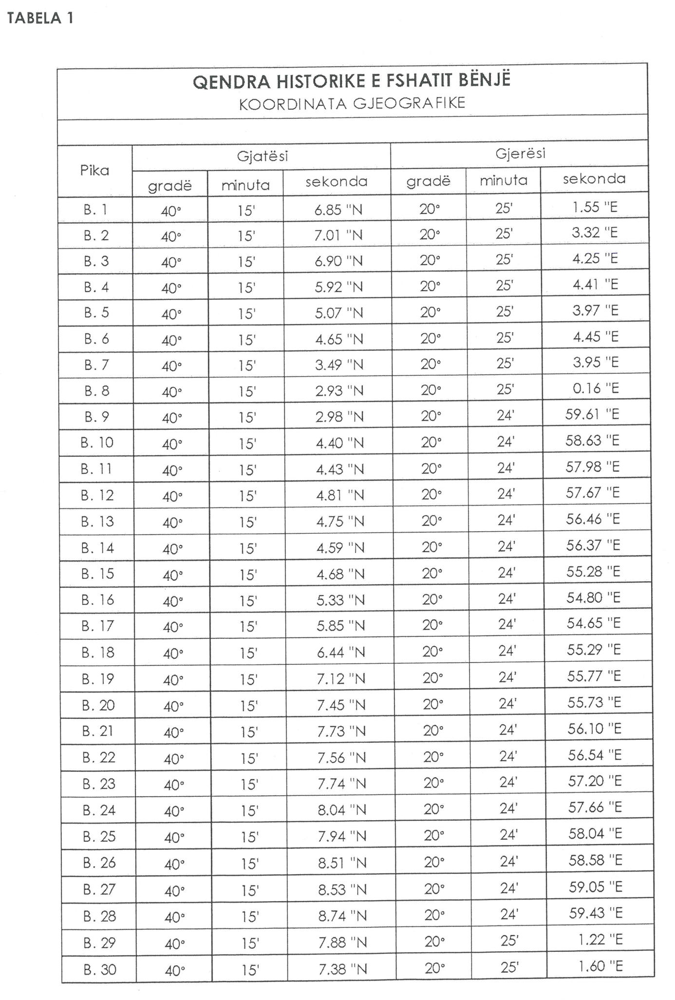 TABELA 1
QENDRA HISTORIKE E FSHATIT BËNJË
KOORDINATA GJEOGRAFIKE
Pika Gjatësi Gjerësi
gradë minuta sekonda gradë minuta sekonda
B. 1 40° 15' 6.85 "N 20° 25' 1.55 "E
B. 2 40° 15' 7.01 "N 20° 25' 3.32 "E
B. 3 40° 15' 6.90 "N 20° 25' 4.25 "E
B. 4 40° 15' 5.92 "N 20° 25' 4.41 "E
B. 5 40° 15' 5.07 "N 20° 25' 3.97 "E
B. 6 40° 15' 4.65 "N 20° 25' 4.45 "E
B. 7 40° 15' 3.49 "N 20° 25' 3.95 "E
B. 8 40° 15' 2.93 "N 20° 25' 0.16 "E
B. 9 40° 15' 2.98 "N 20° 24' 59.61 "E
B. 10 40° 15' 4.40 "N 20° 24' 58.63 "E
B. 11 40° 15' 4.43 "N 20° 24' 57.98 "E
B. 12 40° 15' 4.81 "N 20° 24' 57.67 "E
B. 13 40° 15' 4.75 "N 20° 24' 56.46 "E
B. 14 40° 15' 4.59 "N 20° 24' 56.37 "E
B. 15 40° 15' 4.68 "N 20° 24' 55.28 "E
B. 16 40° 15' 5.33 "N 20° 24' 54.80 "E
B. 17 40° 15' 5.85 "N 20° 24' 54.65 "E
B. 18 40° 15' 6.44 "N 20° 24' 55.29 "E
B. 19 40° 15' 7.12 "N 20° 24' 55.77 "E
B. 20 40° 15' 7.45 "N 20° 24' 55.73 "E
B. 21 40° 15' 7.73 "N 20° 24' 56.10 "E
B. 22 40° 15' 7.56 "N 20° 24' 56.54 "E
B. 23 40° 15' 7.74 "N 20° 24' 57.20 "E
B. 24 40° 15' 8.04 "N 20° 24' 57.66 "E
B. 25 40° 15' 7.94 "N 20° 24' 58.04 "E
B. 26 40° 15' 8.51 "N 20° 24' 58.58 "E
B. 27 40° 15' 8.53 "N 20° 24' 59.05 "E
B. 28 40° 15' 8.74 "N 20° 24' 59.43 "E
B. 29 40° 15' 7.88 "N 20° 25' 1.22 "E
B. 30 40° 15' 7.38 "N 20° 25' 1.60 "E